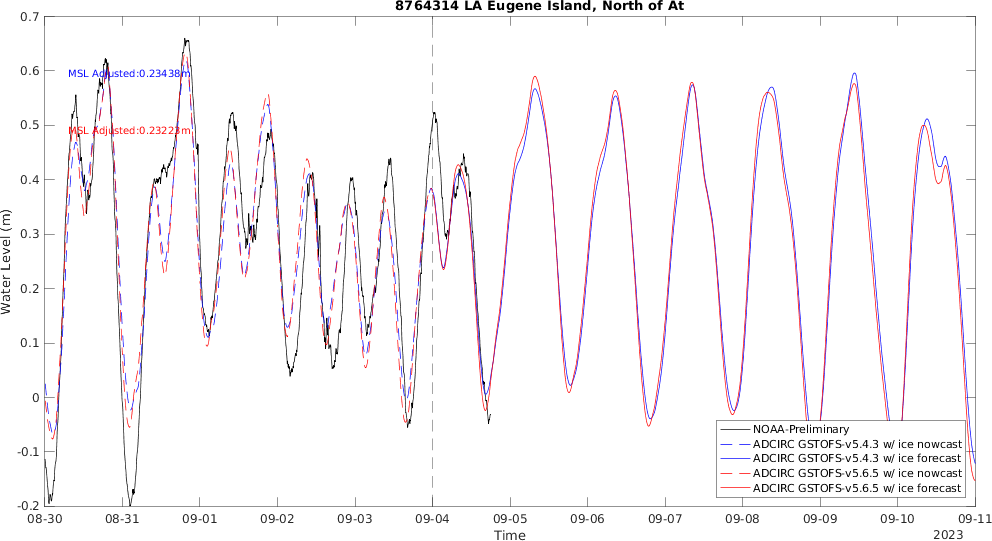 8764314 LA Eugene Island, North of At
0.7
0.6
0.5
0.4
0.3
0.2
0.1
0
-0.1
-0.2
Water Level (m)
MSL Adjusted:0.23438m
MSL Adjusted:0.23223m
NOAA-Preliminary
ADCIRC GSTOFS-v5.4.3 w/ ice nowcast
ADCIRC GSTOFS-v5.4.3 w/ ice forecast
ADCIRC GSTOFS-v5.6.5 w/ ice nowcast
ADCIRC GSTOFS-v5.6.5 w/ ice forecast
08-30 08-31 09-01 09-02 09-03 09-04 09-05 09-06 09-07 09-08 09-09 09-10 09-11
Time
2023